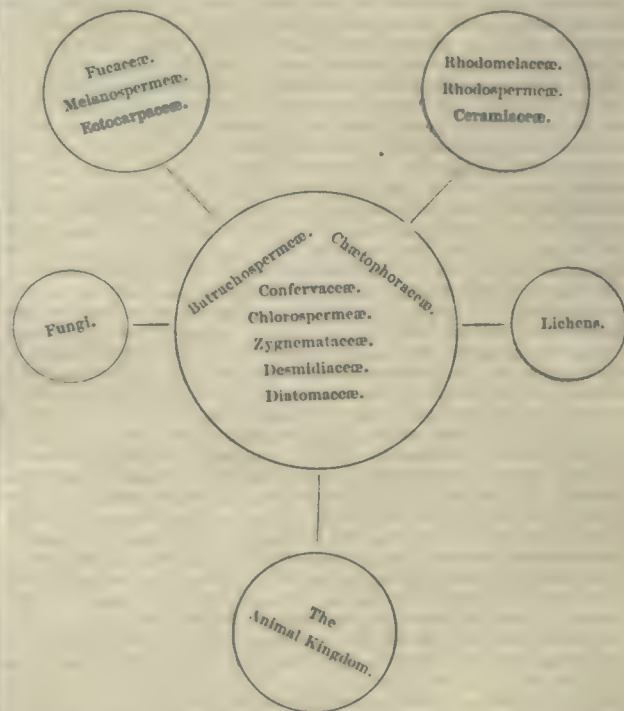 Fucaceæ.
Melanospermeæ.
Ectocarpaceæ.
Rhodomelaceæ.
Rhodospermeæ.
Ceramiaceæ.
Batrachospermeæ.
Chætophoraceæ.
Confervaceæ.
Chlorospermeæ.
Zygnemataceæ.
Desmidiaceæ.
Diatomaceæ.
Fungi.
Lichens.
The
Animal Kingdom.